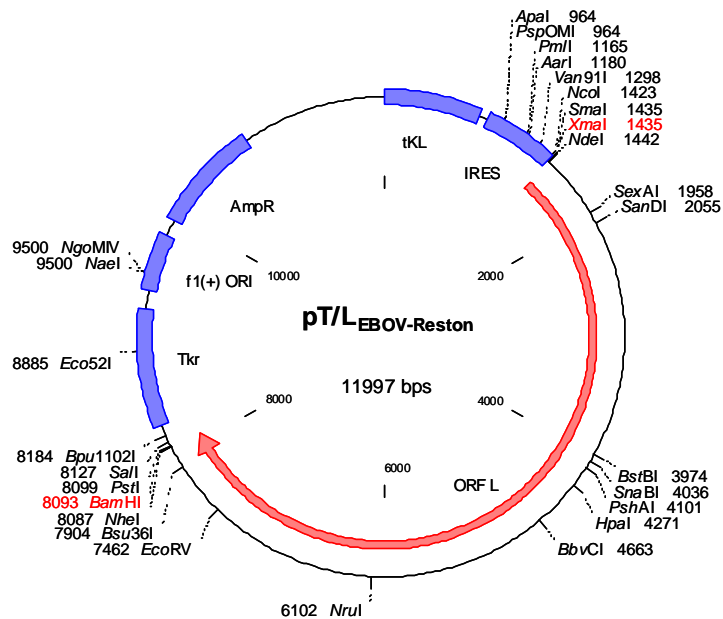 ApaI 964
PspOMI 964
PmlI 1165
AarI 1180
Van91I 1298
NcoI 1423
SmaI 1435
XmaI 1435
NdeI 1442
tKL
IRES
SexAI 1958
SanDI 2055
AmpR
9500 NgoMIV
9500 NaeI
f1(+) ORI
10000
2000
pT/L EBOV-Reston
8885 Eco52I
Tkr
11997 bps
8000
4000
8184 Bpu1102I
8127 SalI
8099 PstI
8093 BamHI
8087 NheI
7904 Bsu36I
7462 EcoRV
6000
ORF L
BstBI 3974
SnaBI 4036
PshAI 4101
HpaI 4271
BbvCI 4663
6102 NruI